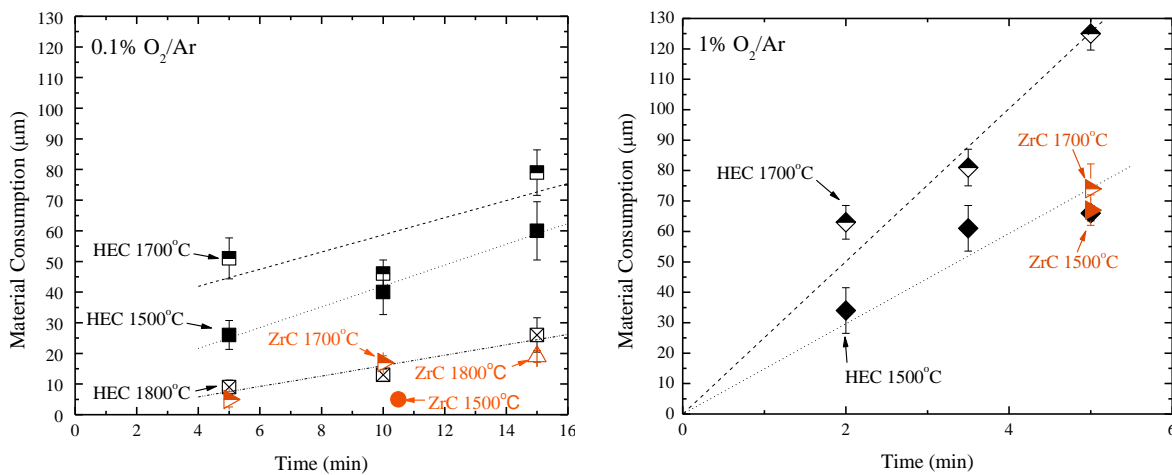 0.1% O₂/Ar
Material Consumption (μm)
130
120
110
100
90
80
70
60
50
40
30
20
10
0
HEC 1700°C
HEC 1500°C
HEC 1800°C
ZrC 1700°C
ZrC 1800℃
ZrC 1500℃
0 2 4 6 8 10 12 14 16
Time (min)
1% O₂/Ar
Material Consumption (μm)
130
120
110
100
90
80
70
60
50
40
30
20
10
0
ZrC 1700°C
HEC 1700°C
ZrC 1500°C
HEC 1500°C
0 2 4 6
Time (min)